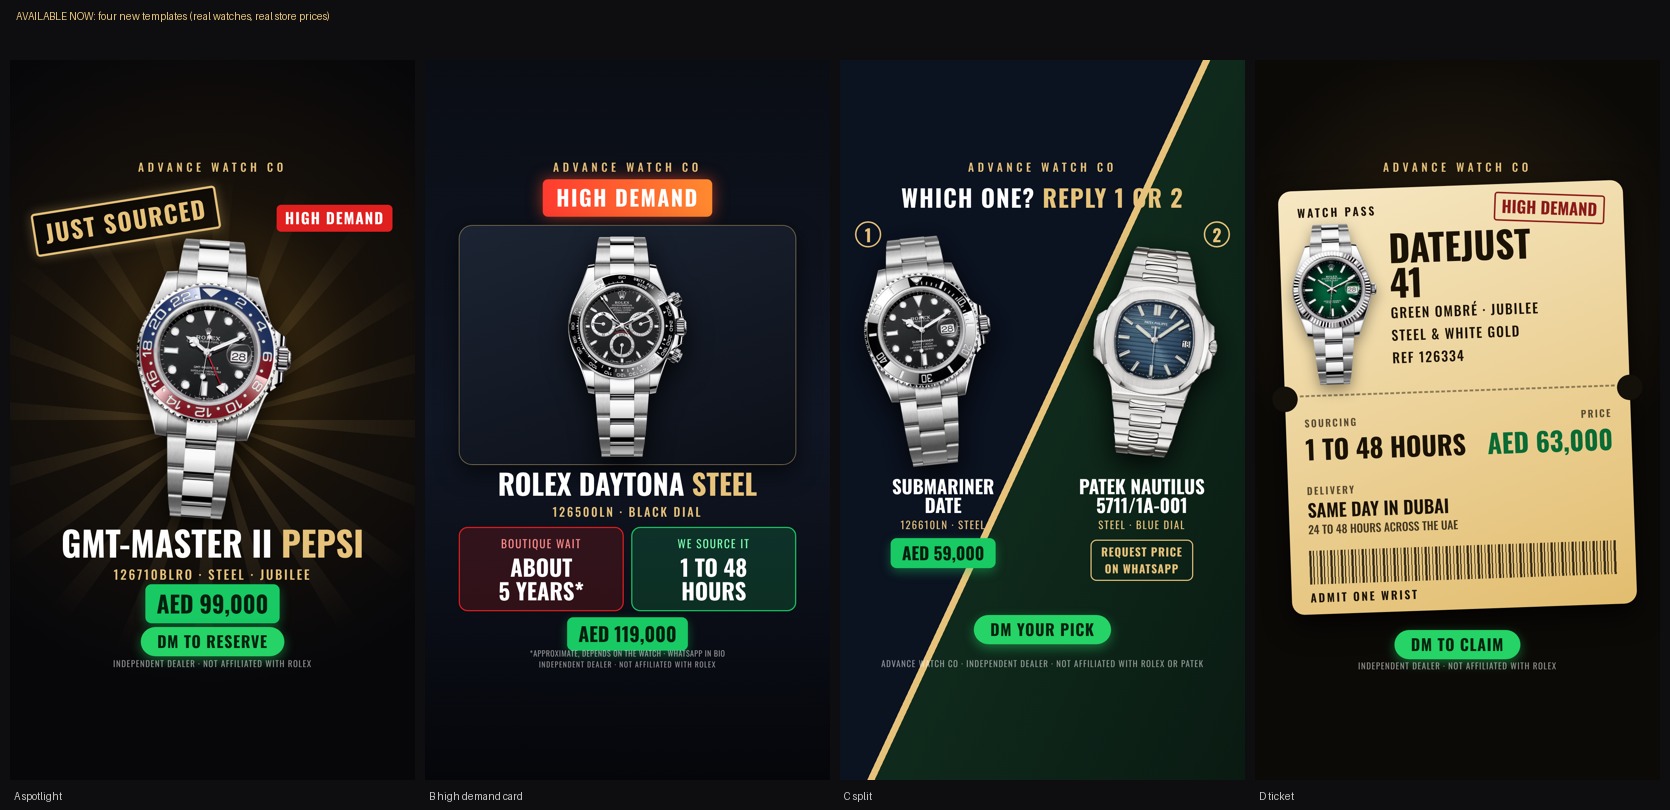 AVAILABLE NOW: four new templates (real watches, real store prices)
ADVANCE WATCH CO
JUST SOURCED
HIGH DEMAND
GMT-MASTER II PEPSI
126710BLRO · STEEL · JUBILEE
AED 99,000
DM TO RESERVE
INDEPENDENT DEALER · NOT AFFILIATED WITH ROLEX
A spotlight
ADVANCE WATCH CO
HIGH DEMAND
ROLEX DAYTONA STEEL
126500LN · BLACK DIAL
BOUTIQUE WAIT
ABOUT
5 YEARS*
WE SOURCE IT
1 TO 48
HOURS
AED 119,000
*APPROXIMATE, DEPENDS ON THE WATCH · WHATSAPP IN BIO
INDEPENDENT DEALER · NOT AFFILIATED WITH ROLEX
B high demand card
ADVANCE WATCH CO
WHICH ONE? REPLY 1 OR 2
1
2
SUBMARINER
DATE
126610LN · STEEL
AED 59,000
PATEK NAUTILUS
5711/1A-001
STEEL · BLUE DIAL
REQUEST PRICE
ON WHATSAPP
DM YOUR PICK
ADVANCE WATCH CO · INDEPENDENT DEALER · NOT AFFILIATED WITH ROLEX OR PATEK
C split
ADVANCE WATCH CO
WATCH PASS
HIGH DEMAND
DATEJUST
41
GREEN OMBRÉ · JUBILEE
STEEL & WHITE GOLD
REF 126334
SOURCING
1 TO 48 HOURS
PRICE
AED 63,000
DELIVERY
SAME DAY IN DUBAI
24 TO 48 HOURS ACROSS THE UAE
ADMIT ONE WRIST
DM TO CLAIM
INDEPENDENT DEALER · NOT AFFILIATED WITH ROLEX
D ticket